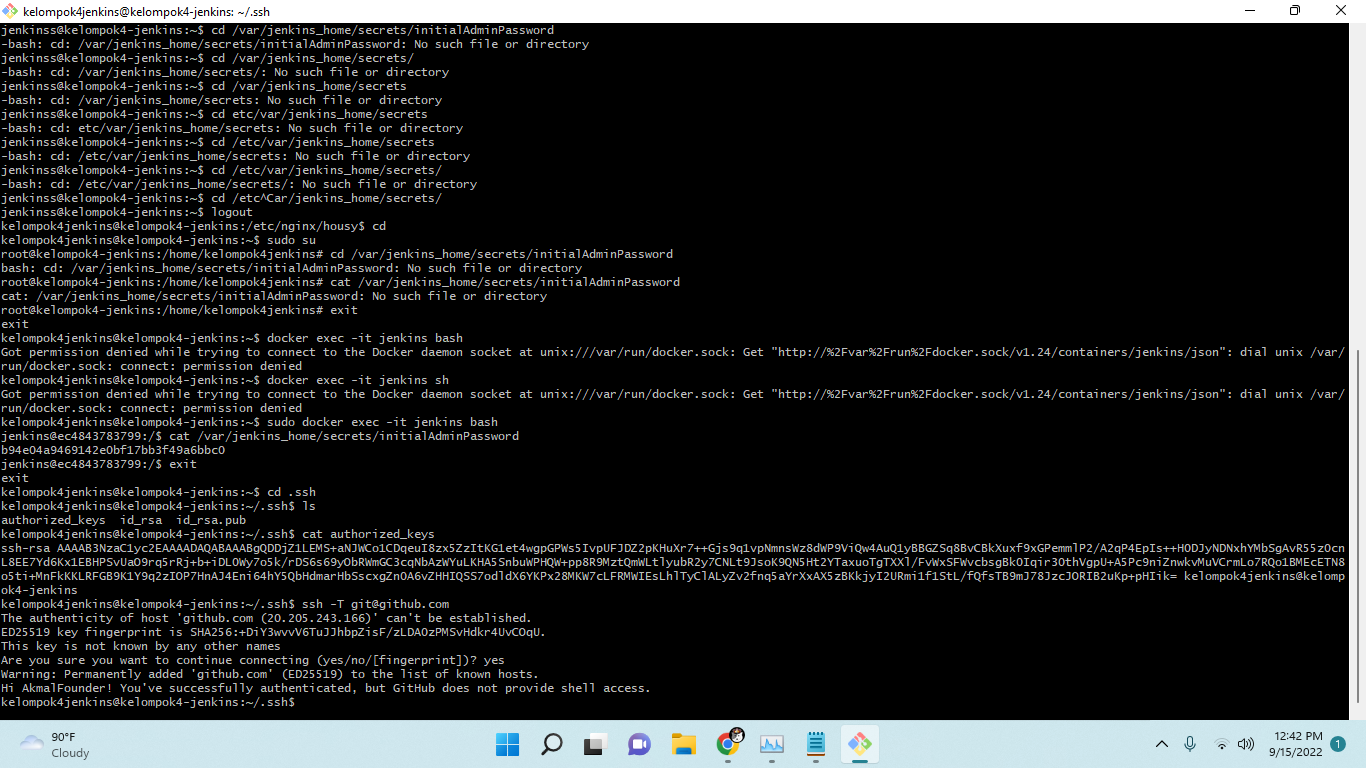 kelompok4jenkins@kelompok4-jenkins: ~/.ssh
jenkinss@kelompok4-jenkins:~$ cd /var/jenkins_home/secrets/initialAdminPassword
-bash: cd: /var/jenkins_home/secrets/initialAdminPassword: No such file or directory
jenkinss@kelompok4-jenkins:~$ cd /var/jenkins_home/secrets/
-bash: cd: /var/jenkins_home/secrets/: No such file or directory
jenkinss@kelompok4-jenkins:~$ cd /var/jenkins_home/secrets
-bash: cd: /var/jenkins_home/secrets: No such file or directory
jenkinss@kelompok4-jenkins:~$ cd etc/var/jenkins_home/secrets
-bash: cd: etc/var/jenkins_home/secrets: No such file or directory
jenkinss@kelompok4-jenkins:~$ cd /etc/var/jenkins_home/secrets
-bash: cd: /etc/var/jenkins_home/secrets: No such file or directory
jenkinss@kelompok4-jenkins:~$ cd /etc/var/jenkins_home/secrets/
-bash: cd: /etc/var/jenkins_home/secrets/: No such file or directory
jenkinss@kelompok4-jenkins:~$ cd /etc^Car/jenkins_home/secrets/
jenkinss@kelompok4-jenkins:~$ logout
kelompok4jenkins@kelompok4-jenkins:/etc/nginx/housy$ cd
kelompok4jenkins@kelompok4-jenkins:~$ sudo su
root@kelompok4-jenkins:/home/kelompok4jenkins# cd /var/jenkins_home/secrets/initialAdminPassword
bash: cd: /var/jenkins_home/secrets/initialAdminPassword: No such file or directory
root@kelompok4-jenkins:/home/kelompok4jenkins# cat /var/jenkins_home/secrets/initialAdminPassword
cat: /var/jenkins_home/secrets/initialAdminPassword: No such file or directory
root@kelompok4-jenkins:/home/kelompok4jenkins# exit
exit
kelompok4jenkins@kelompok4-jenkins:~$ docker exec -it jenkins bash
Got permission denied while trying to connect to the Docker daemon socket at unix:///var/run/docker.sock: Get "http://%2Fvar%2Frun%2Fdocker.sock/v1.24/containers/jenkins/json": dial unix /var/
run/docker.sock: connect: permission denied
kelompok4jenkins@kelompok4-jenkins:~$ docker exec -it jenkins sh
Got permission denied while trying to connect to the Docker daemon socket at unix:///var/run/docker.sock: Get "http://%2Fvar%2Frun%2Fdocker.sock/v1.24/containers/jenkins/json": dial unix /var/
run/docker.sock: connect: permission denied
kelompok4jenkins@kelompok4-jenkins:~$ sudo docker exec -it jenkins bash
jenkins@ec4843783799:/$ cat /var/jenkins_home/secrets/initialAdminPassword
b94e04a9469142e0bf17bb3f49a6bbc0
jenkins@ec4843783799:/$ exit
exit
kelompok4jenkins@kelompok4-jenkins:~$ cd .ssh
kelompok4jenkins@kelompok4-jenkins:~/.ssh$ ls
authorized_keys  id_rsa  id_rsa.pub
kelompok4jenkins@kelompok4-jenkins:~/.ssh$ cat authorized_keys
ssh-rsa AAAAB3NzaC1yc2EAAAADAQABAAABgQDDjZ1LEMS+aNJWCo1CDqeuI8zx5ZzItKG1et4wgpGPWs5IvpUFJDZ2pKHuXr7++Gjs9q1vpNmnsWz8dWP9ViQw4AuQ1yBBGZSq8BvCBkXuxf9xGPemmlP2/A2qP4EpIs++HODJyNDNxhYMbSgAvR55zOcn
L8EE7Yd6Kx1EBHPSvUaO9rq5rRj+b+iDLOWy7o5k/rDS6s69yObRWmGC3cqNbAzWYuLKHA5SnbuWPHQW+pp8R9MztQmWLtlyubR2y7CNLt9JsoK9QN5Ht2YTaxuoTgTXXl/FvWxSFWvcbsgBkOIqir3OthVgpU+A5Pc9niZnwkvMuVCrmLo7RQo1BMEcETN8
o5ti+MnFkKKLRFGB9K1Y9q2zIOP7HnAJ4Eni64hY5QbHdmarHbSscxgZnOA6vZHHIQSS7odldX6YKPx28MKW7cLFRMWIEsLhlTyClALyZv2fnq5aYrXxAX5zBKkjyI2URmi1f1StL/fQfsTB9mJ78JzcJORIB2uKp+pHIik= kelompok4jenkins@kelomp
ok4-jenkins
kelompok4jenkins@kelompok4-jenkins:~/.ssh$ ssh -T git@github.com
The authenticity of host 'github.com (20.205.243.166)' can't be established.
ED25519 key fingerprint is SHA256:+DiY3wvvV6TuJJhbpZisF/zLDA0zPMSvHdkr4UvCOqU.
This key is not known by any other names
Are you sure you want to continue connecting (yes/no/[fingerprint])? yes
Warning: Permanently added 'github.com' (ED25519) to the list of known hosts.
Hi AkmalFounder! You've successfully authenticated, but GitHub does not provide shell access.
kelompok4jenkins@kelompok4-jenkins:~/.ssh$
90°F
Cloudy
12:42 PM
9/15/2022
1